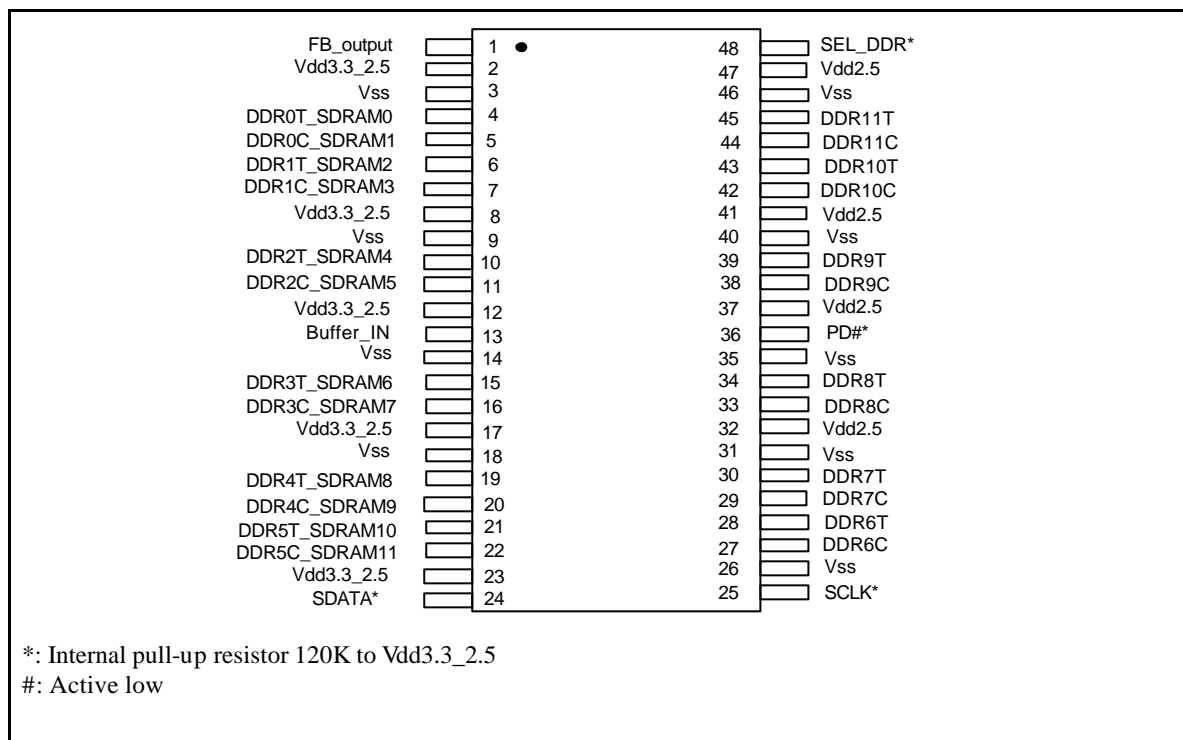 FB_output 1 48 SEL_DDR*
Vdd3.3_2.5 2 47 Vdd2.5
Vss 3 46 Vss
DDR0T_SDRAM0 4 45 DDR11T
DDR0C_SDRAM1 5 44 DDR11C
DDR1T_SDRAM2 6 43 DDR10T
DDR1C_SDRAM3 7 42 DDR10C
Vdd3.3_2.5 8 41 Vdd2.5
Vss 9 40 Vss
DDR2T_SDRAM4 10 39 DDR9T
DDR2C_SDRAM5 11 38 DDR9C
Vdd3.3_2.5 12 37 Vdd2.5
Buffer_IN 13 36 PD#*
Vss 14 35 Vss
DDR3T_SDRAM6 15 34 DDR8T
DDR3C_SDRAM7 16 33 DDR8C
Vdd3.3_2.5 17 32 Vdd2.5
Vss 18 31 Vss
DDR4T_SDRAM8 19 30 DDR7T
DDR4C_SDRAM9 20 29 DDR7C
DDR5T_SDRAM10 21 28 DDR6T
DDR5C_SDRAM11 22 27 DDR6C
Vdd3.3_2.5 23 26 Vss
SDATA* 24 25 SCLK*
*: Internal pull-up resistor 120K to Vdd3.3_2.5
#: Active low